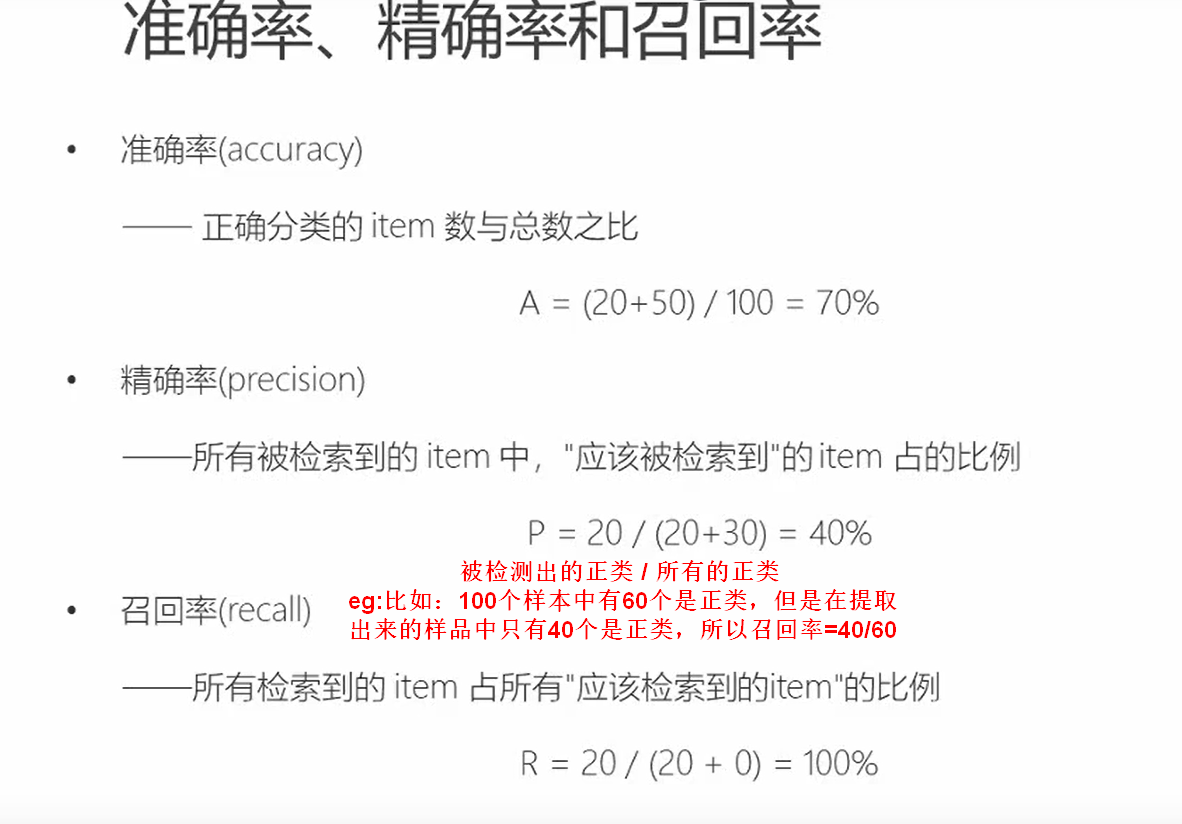 准确率、精确率和召回率
• 准确率(accuracy)
—— 正确分类的 item 数与总数之比
A = (20+50) / 100 = 70%
• 精确率(precision)
——所有被检索到的 item 中，"应该被检索到"的 item 占的比例
P = 20 / (20+30) = 40%
被检测出的正类 / 所有的正类
eg:比如：100个样本中有60个是正类，但是在提取
出来的样品中只有40个是正类，所以召回率=40/60
• 召回率(recall)
——所有检索到的 item 占所有"应该检索到的item"的比例
R = 20 / (20 + 0) = 100%